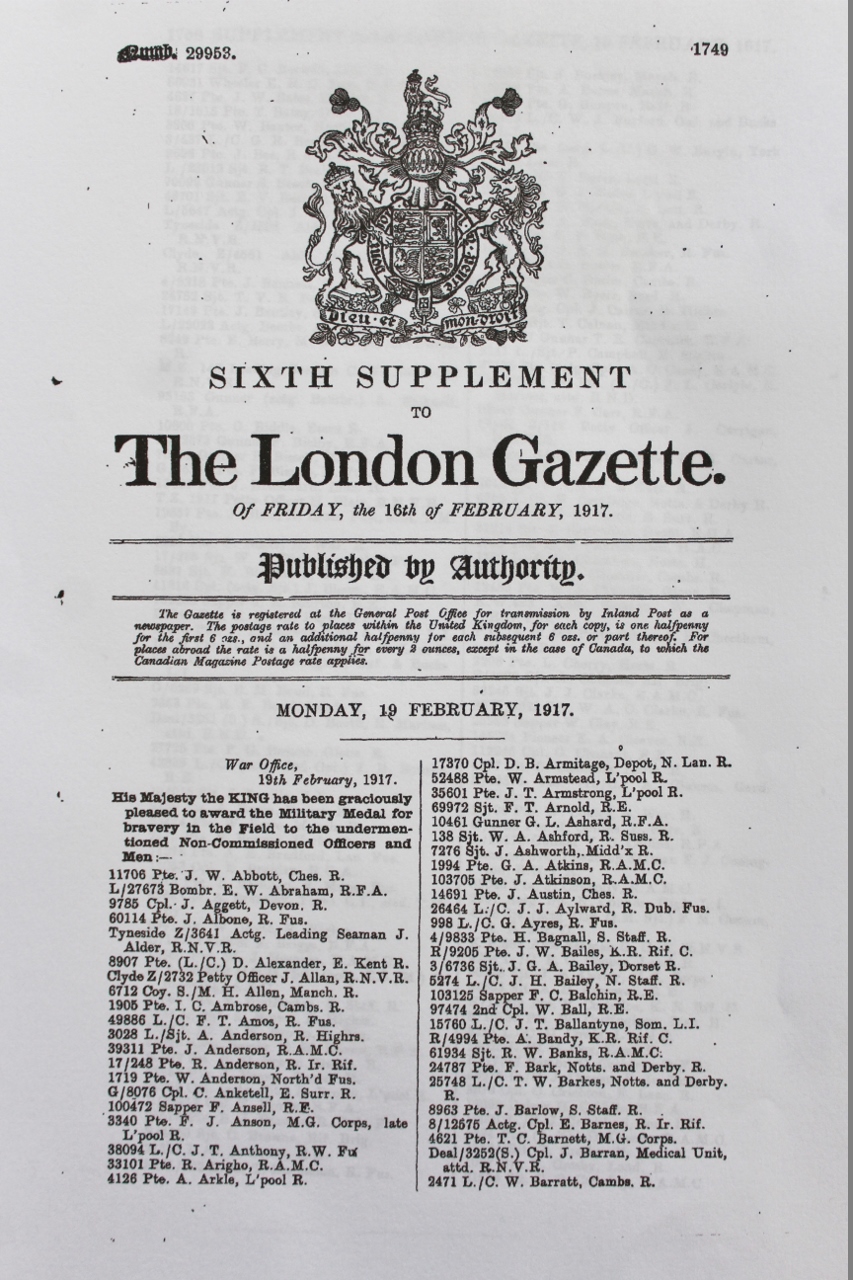 Numb. 29953.
1749
Dieu et mon droit
SIXTH SUPPLEMENT
TO
The London Gazette.
Of FRIDAY, the 16th of FEBRUARY, 1917.
Published by Authority.
The Gazette is registered at the General Post Office for transmission by Inland Post as a
newspaper. The postage rate to places within the United Kingdom, for each copy, is one halfpenny
for the first 6 ozs., and an additional halfpenny for each subsequent 6 ozs. or part thereof. For
places abroad the rate is a halfpenny for every 2 ounces, except in the case of Canada, to which the
Canadian Magazine Postage rate applies.
MONDAY, 19 FEBRUARY, 1917.
War Office,
19th February, 1917.
His Majesty the KING has been graciously
pleased to award the Military Medal for
bravery in the Field to the undermen-
tioned Non-Commissioned Officers and
Men:—
11706 Pte. J. W. Abbott, Ches. R.
L/27673 Bombr. E. W. Abraham, R.F.A.
9785 Cpl. J. Aggett, Devon. R.
60114 Pte. J. Albone, R. Fus.
Tyneside Z/3641 Actg. Leading Seaman J.
Alder, R.N.V.R.
8907 Pte. (L./C.) D. Alexander, E. Kent R.
Clyde Z/2732 Petty Officer J. Allan, R.N.V.R.
6712 Coy. S./M. H. Allen, Manch. R.
1905 Pte. I. C. Ambrose, Cambs. R.
49886 L./C. F. T. Amos, R. Fus.
3028 L./Sjt. A. Anderson, R. Highrs.
39311 Pte. J. Anderson, R.A.M.C.
17/248 Pte. R. Anderson, R. Ir. Rif.
1719 Pte. W. Anderson, North'd Fus.
G/8076 Cpl. C. Anketell, E. Surr. R.
100472 Sapper F. Ansell, R.E.
3340 Pte. F. J. Anson, M.G. Corps, late
L'pool R.
38094 L./C. J. T. Anthony, R.W. Fus
33101 Pte. R. Arigho, R.A.M.C.
4126 Pte. A. Arkle, L'pool R.
17370 Cpl. D. B. Armitage, Depot, N. Lan. R.
52488 Pte. W. Armstead, L'pool R.
35601 Pte. J. T. Armstrong, L'pool R.
69972 Sjt. F. T. Arnold, R.E.
10461 Gunner G. L. Ashard, R.F.A.
138 Sjt. W. A. Ashford, R. Suss. R.
7276 Sjt. J. Ashworth, Midd'x R.
1994 Pte. G. A. Atkins, R.A.M.C.
103705 Pte. J. Atkinson, R.A.M.C.
14691 Pte. J. Austin, Ches. R.
26464 L./C. J. J. Aylward, R. Dub. Fus.
998 L./C. G. Ayres, R. Fus.
4/9833 Pte. H. Bagnall, S. Staff. R.
R/9205 Pte. J. W. Bailes, K.R. Rif. C.
3/6736 Sjt. J. G. A. Bailey, Dorset R.
5274 L./C. J. H. Bailey, N. Staff. R.
103125 Sapper F. C. Balchin, R.E.
97474 2nd Cpl. W. Ball, R.E.
15760 L./C. J. T. Ballantyne, Som. L.I.
R/4994 Pte. A. Bandy, K.R. Rif. C.
61934 Sjt. R. W. Banks, R.A.M.C.
24787 Pte. F. Bark, Notts. and Derby. R.
25748 L./C. T. W. Barkes, Notts. and Derby.
R.
8963 Pte. J. Barlow, S. Staff. R.
8/12675 Actg. Cpl. E. Barnes, R. Ir. Rif.
4621 Pte. T. C. Barnett, M.G. Corps.
Deal/3252(S.) Cpl. J. Barran, Medical Unit,
attd. R.N.V.R.
2471 L./C. W. Barratt, Cambs. R.